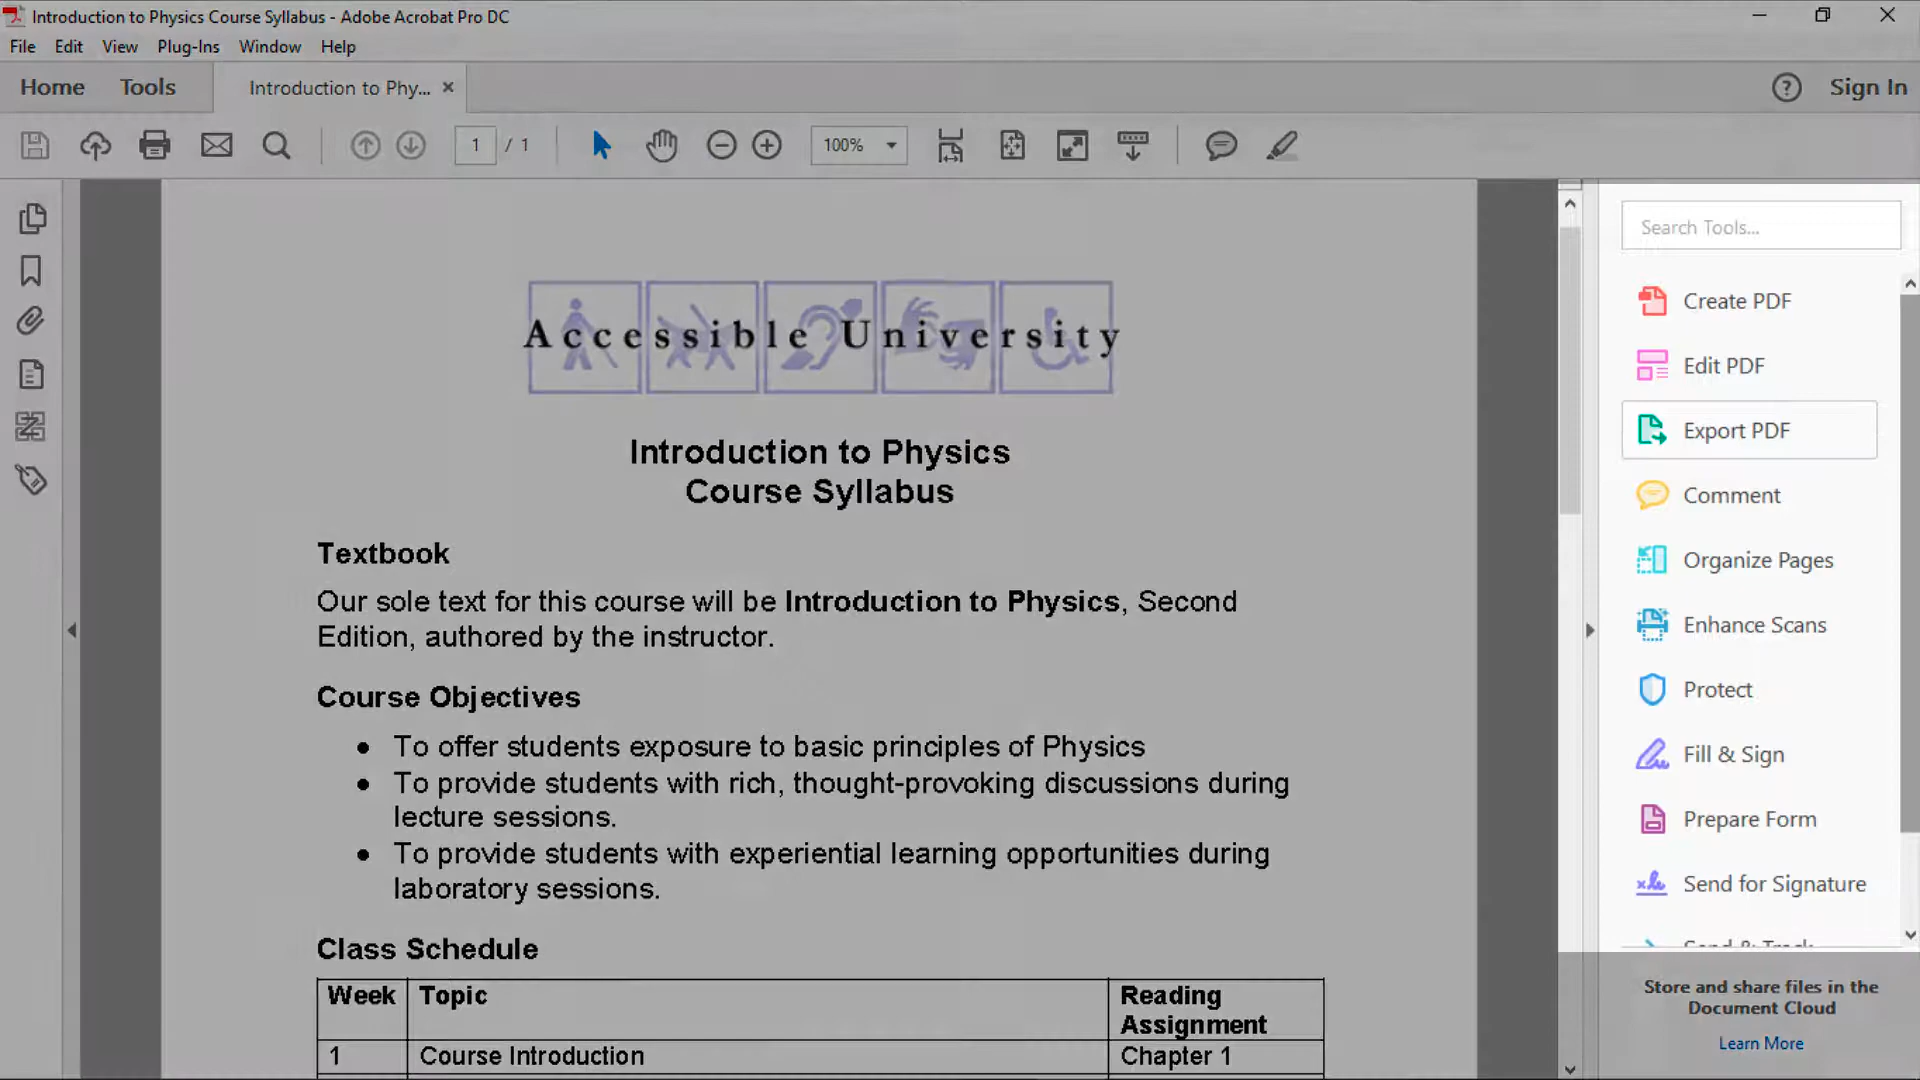 Introduction to Physics Course Syllabus - Adobe Acrobat Pro DC
File Edit View Plug-Ins Window Help
Home Tools Introduction to Phy... Sign In
1 / 1 100%
Search Tools...
Create PDF
Edit PDF
Export PDF
Comment
Organize Pages
Enhance Scans
Protect
Fill & Sign
Prepare Form
Send for Signature
Send & Track
Store and share files in the
Document Cloud
Learn More
Accessible University
Introduction to Physics
Course Syllabus
Textbook
Our sole text for this course will be Introduction to Physics, Second
Edition, authored by the instructor.
Course Objectives
• To offer students exposure to basic principles of Physics
• To provide students with rich, thought-provoking discussions during
lecture sessions.
• To provide students with experiential learning opportunities during
laboratory sessions.
Class Schedule
Week Topic Reading
Assignment
1 Course Introduction Chapter 1